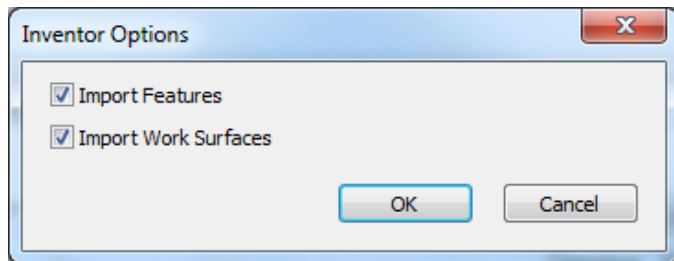 Inventor Options
Import Features
Import Work Surfaces
OK Cancel